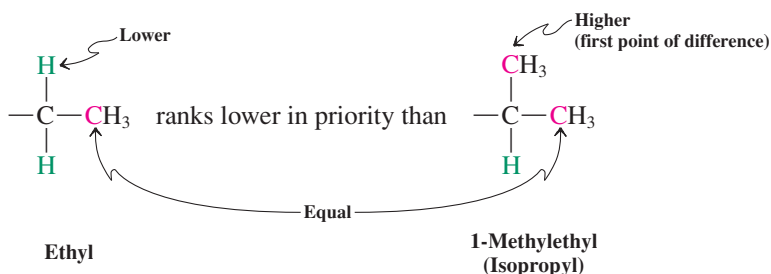 Lower
Higher
(first point of difference)
H
CH3
C CH3 ranks lower in priority than C CH3
H
H
Equal
Ethyl
1-Methylethyl
(Isopropyl)